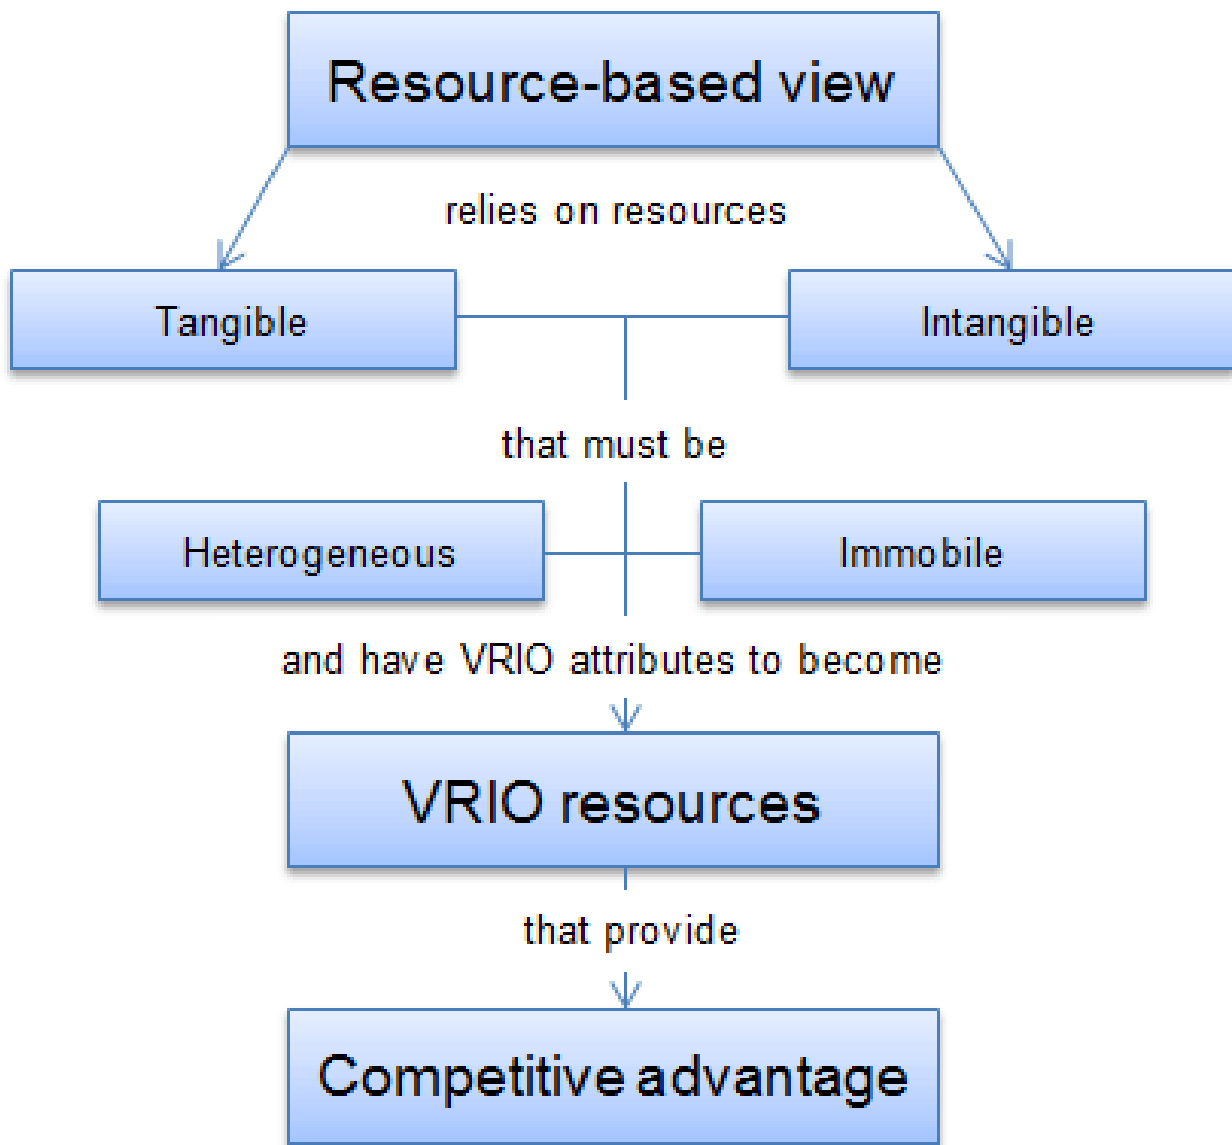 Resource-based view
relies on resources
Tangible
Intangible
that must be
Heterogeneous
Immobile
and have VRIO attributes to become
VRIO resources
that provide
Competitive advantage